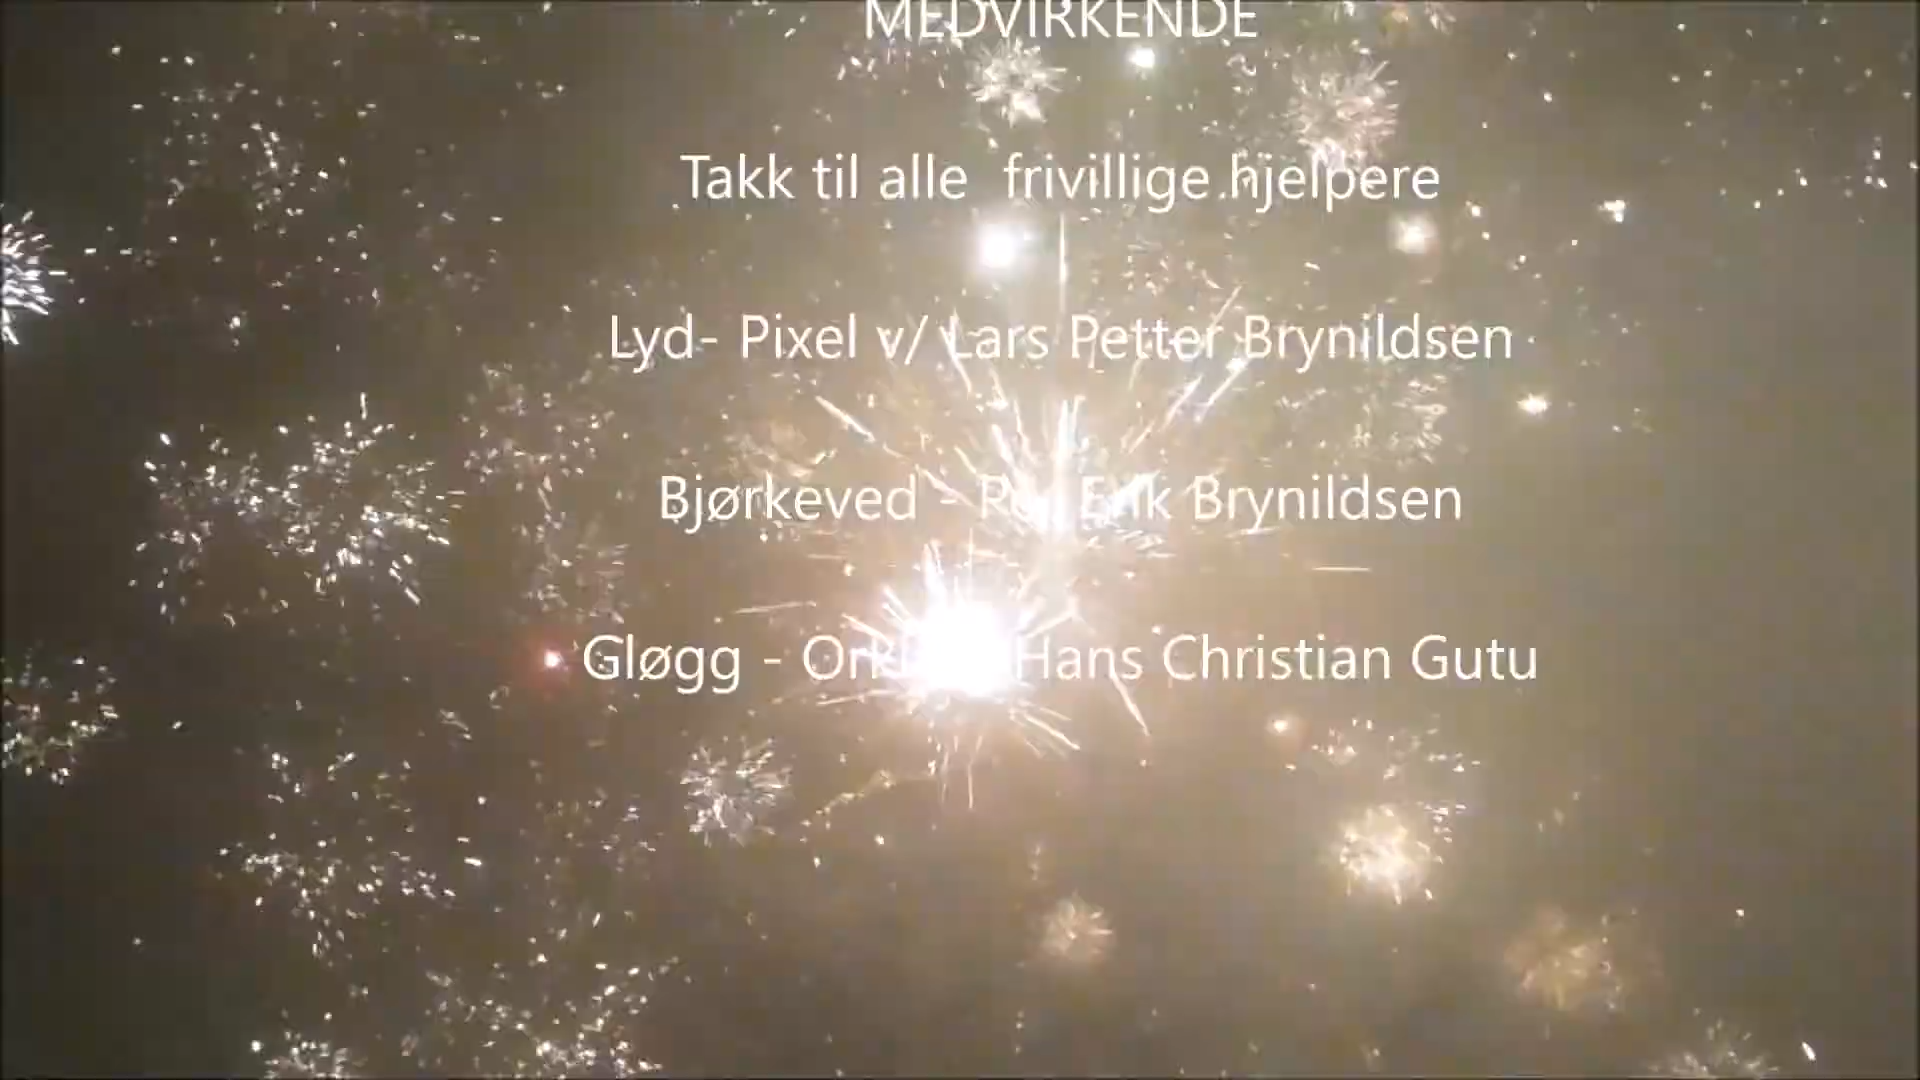 MEDVIRKENDE
Takk til alle frivillige hjelpere
Lyd- Pixel v/ Lars Petter Brynildsen
Bjørkeved - Erik Brynildsen
Gløgg - Hans Christian Gutu